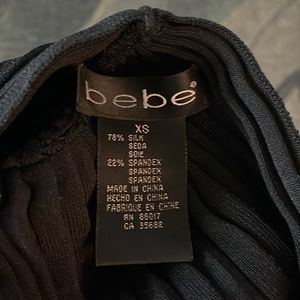 bebe
XS
78% SILK
SEDA
SOIE
22% SPANDEX
SPANDEX
SPANDEX
MADE IN CHINA
HECHO EN CHINA
FABRIQUE EN CHINE
RN 86017
CA 35682